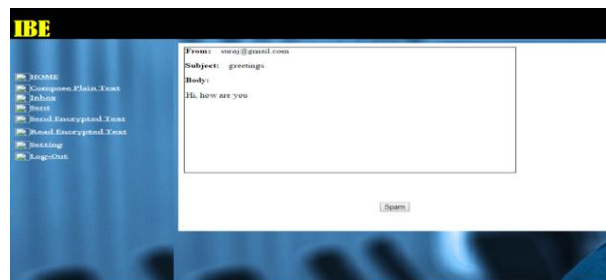 IBE
HOME
Compose Plain Text
Inbox
Sent
Send Encrypted Text
Read Encrypted Text
Setting
Log-Out
From: suraj@gmail.com
Subject: greetings
Body:
Hi, how are you
Spam